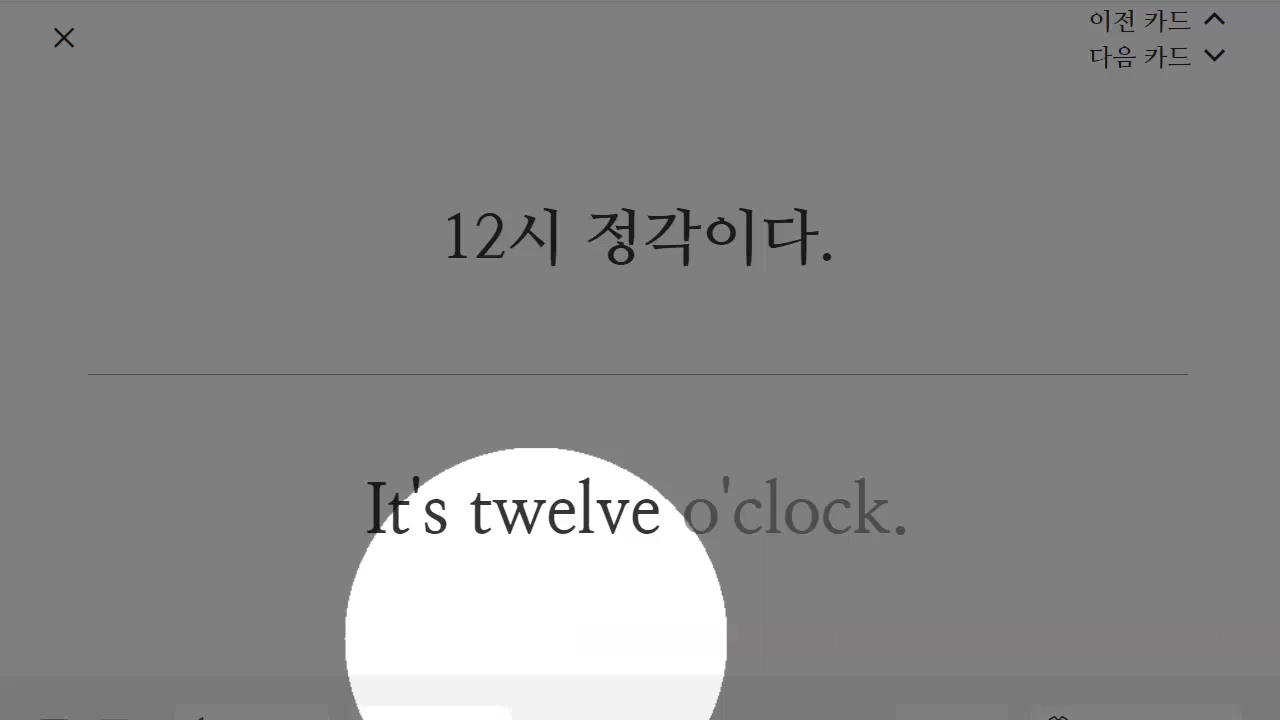 이전 카드
다음 카드
12시 정각이다.
It's twelve o'clock.